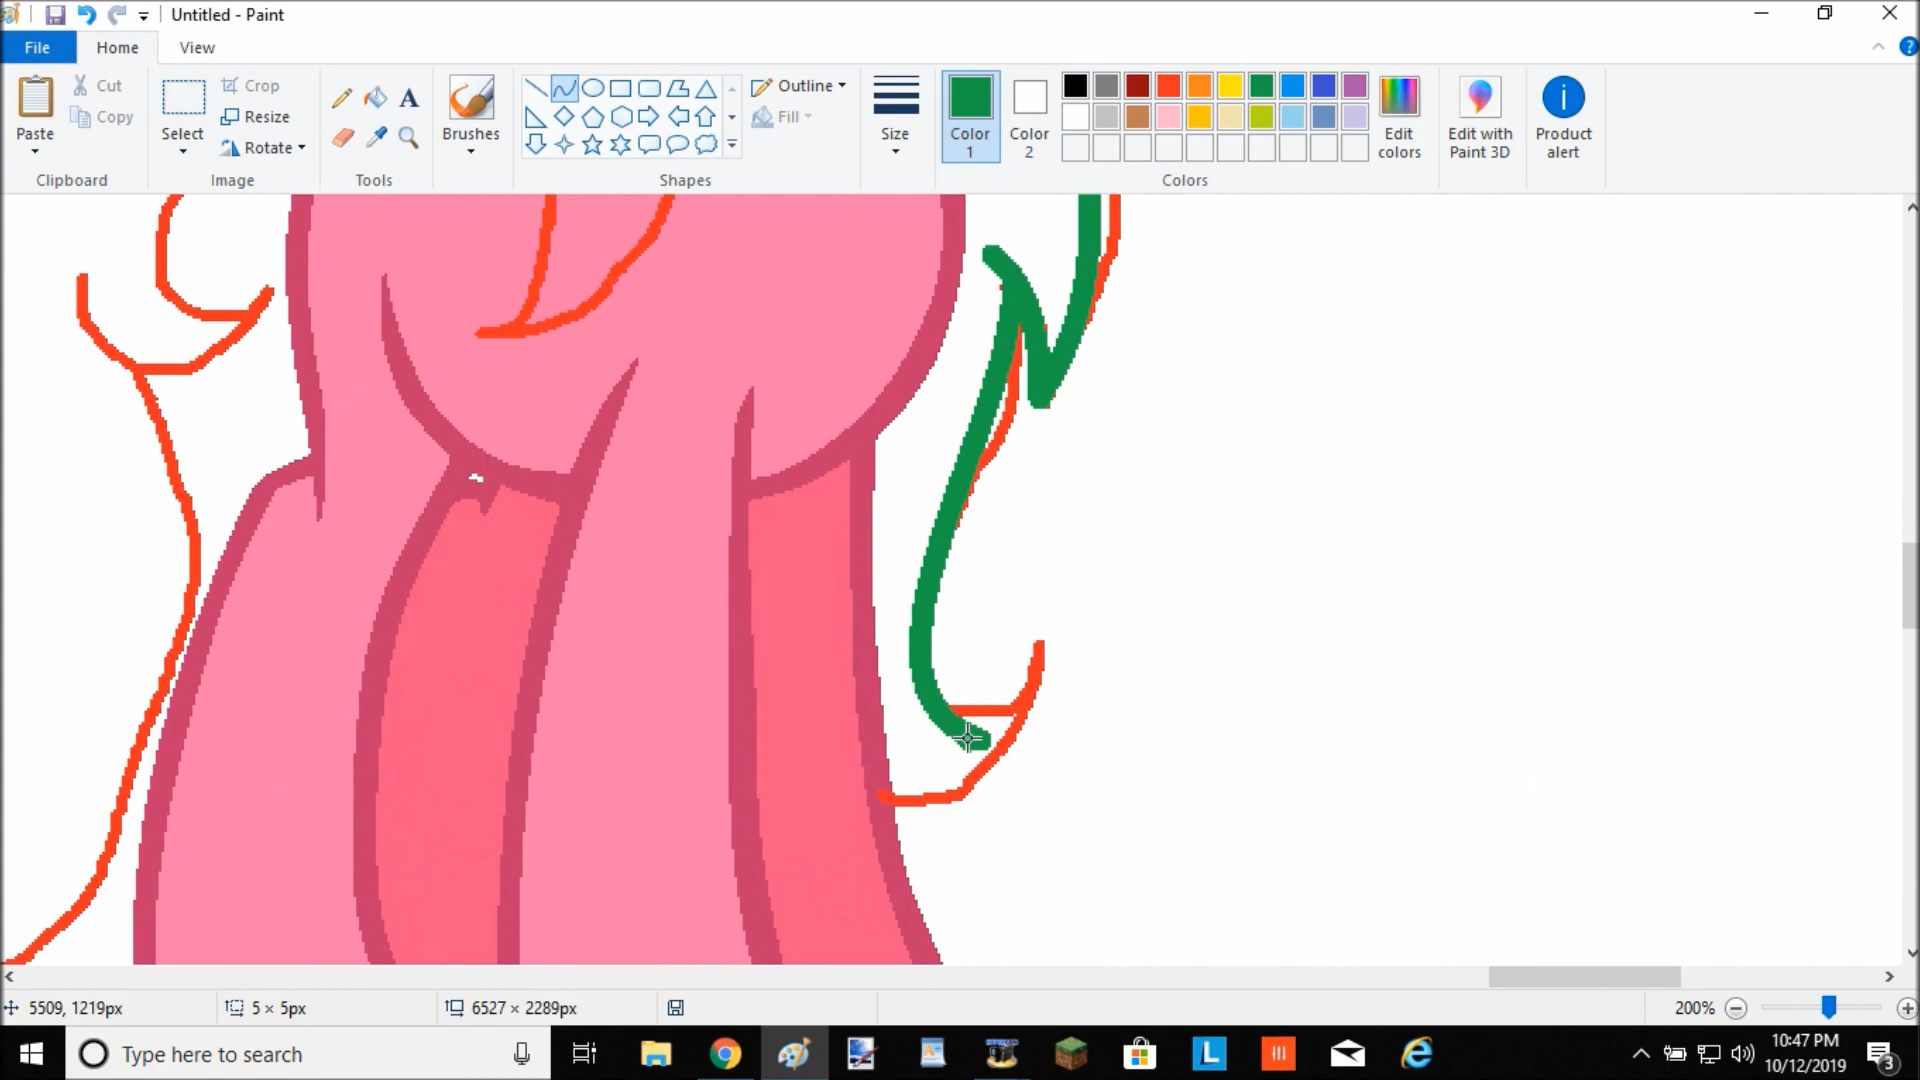 Untitled - Paint
File Home View
Paste
Cut
Copy
Clipboard
Select
Crop
Resize
Rotate
Image
A
Tools
Brushes
Shapes
Outline
Fill
Size
Color
1
Color
2
Edit
colors
Colors
Edit with
Paint 3D
Product
alert
5509, 1219px
5 × 5px
6527 × 2289px
200%
Type here to search
L
10:47 PM
10/12/2019
3